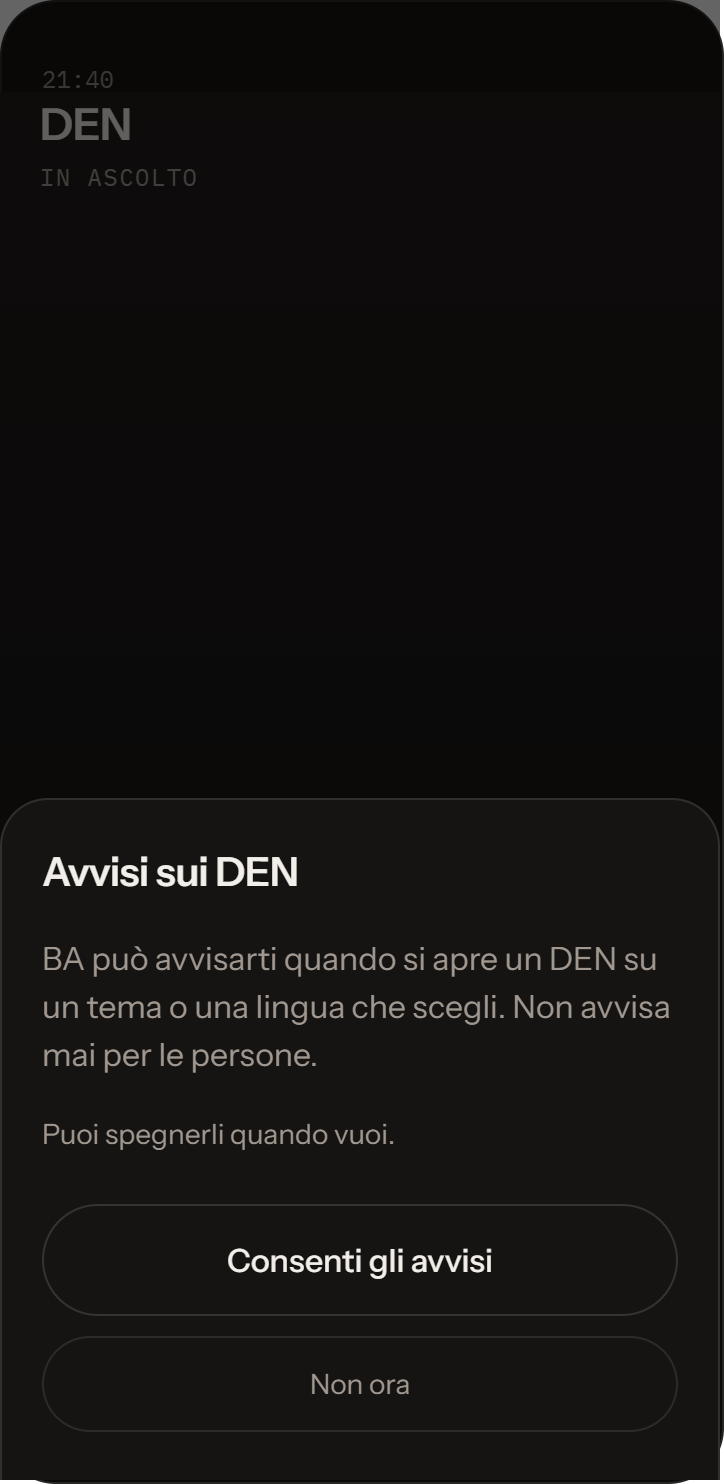 21:40
DEN
IN ASCOLTO
Avvisi sui DEN
BA può avvisarti quando si apre un DEN su
un tema o una lingua che scegli. Non avvisa
mai per le persone.
Puoi spegnerli quando vuoi.
Consenti gli avvisi
Non ora